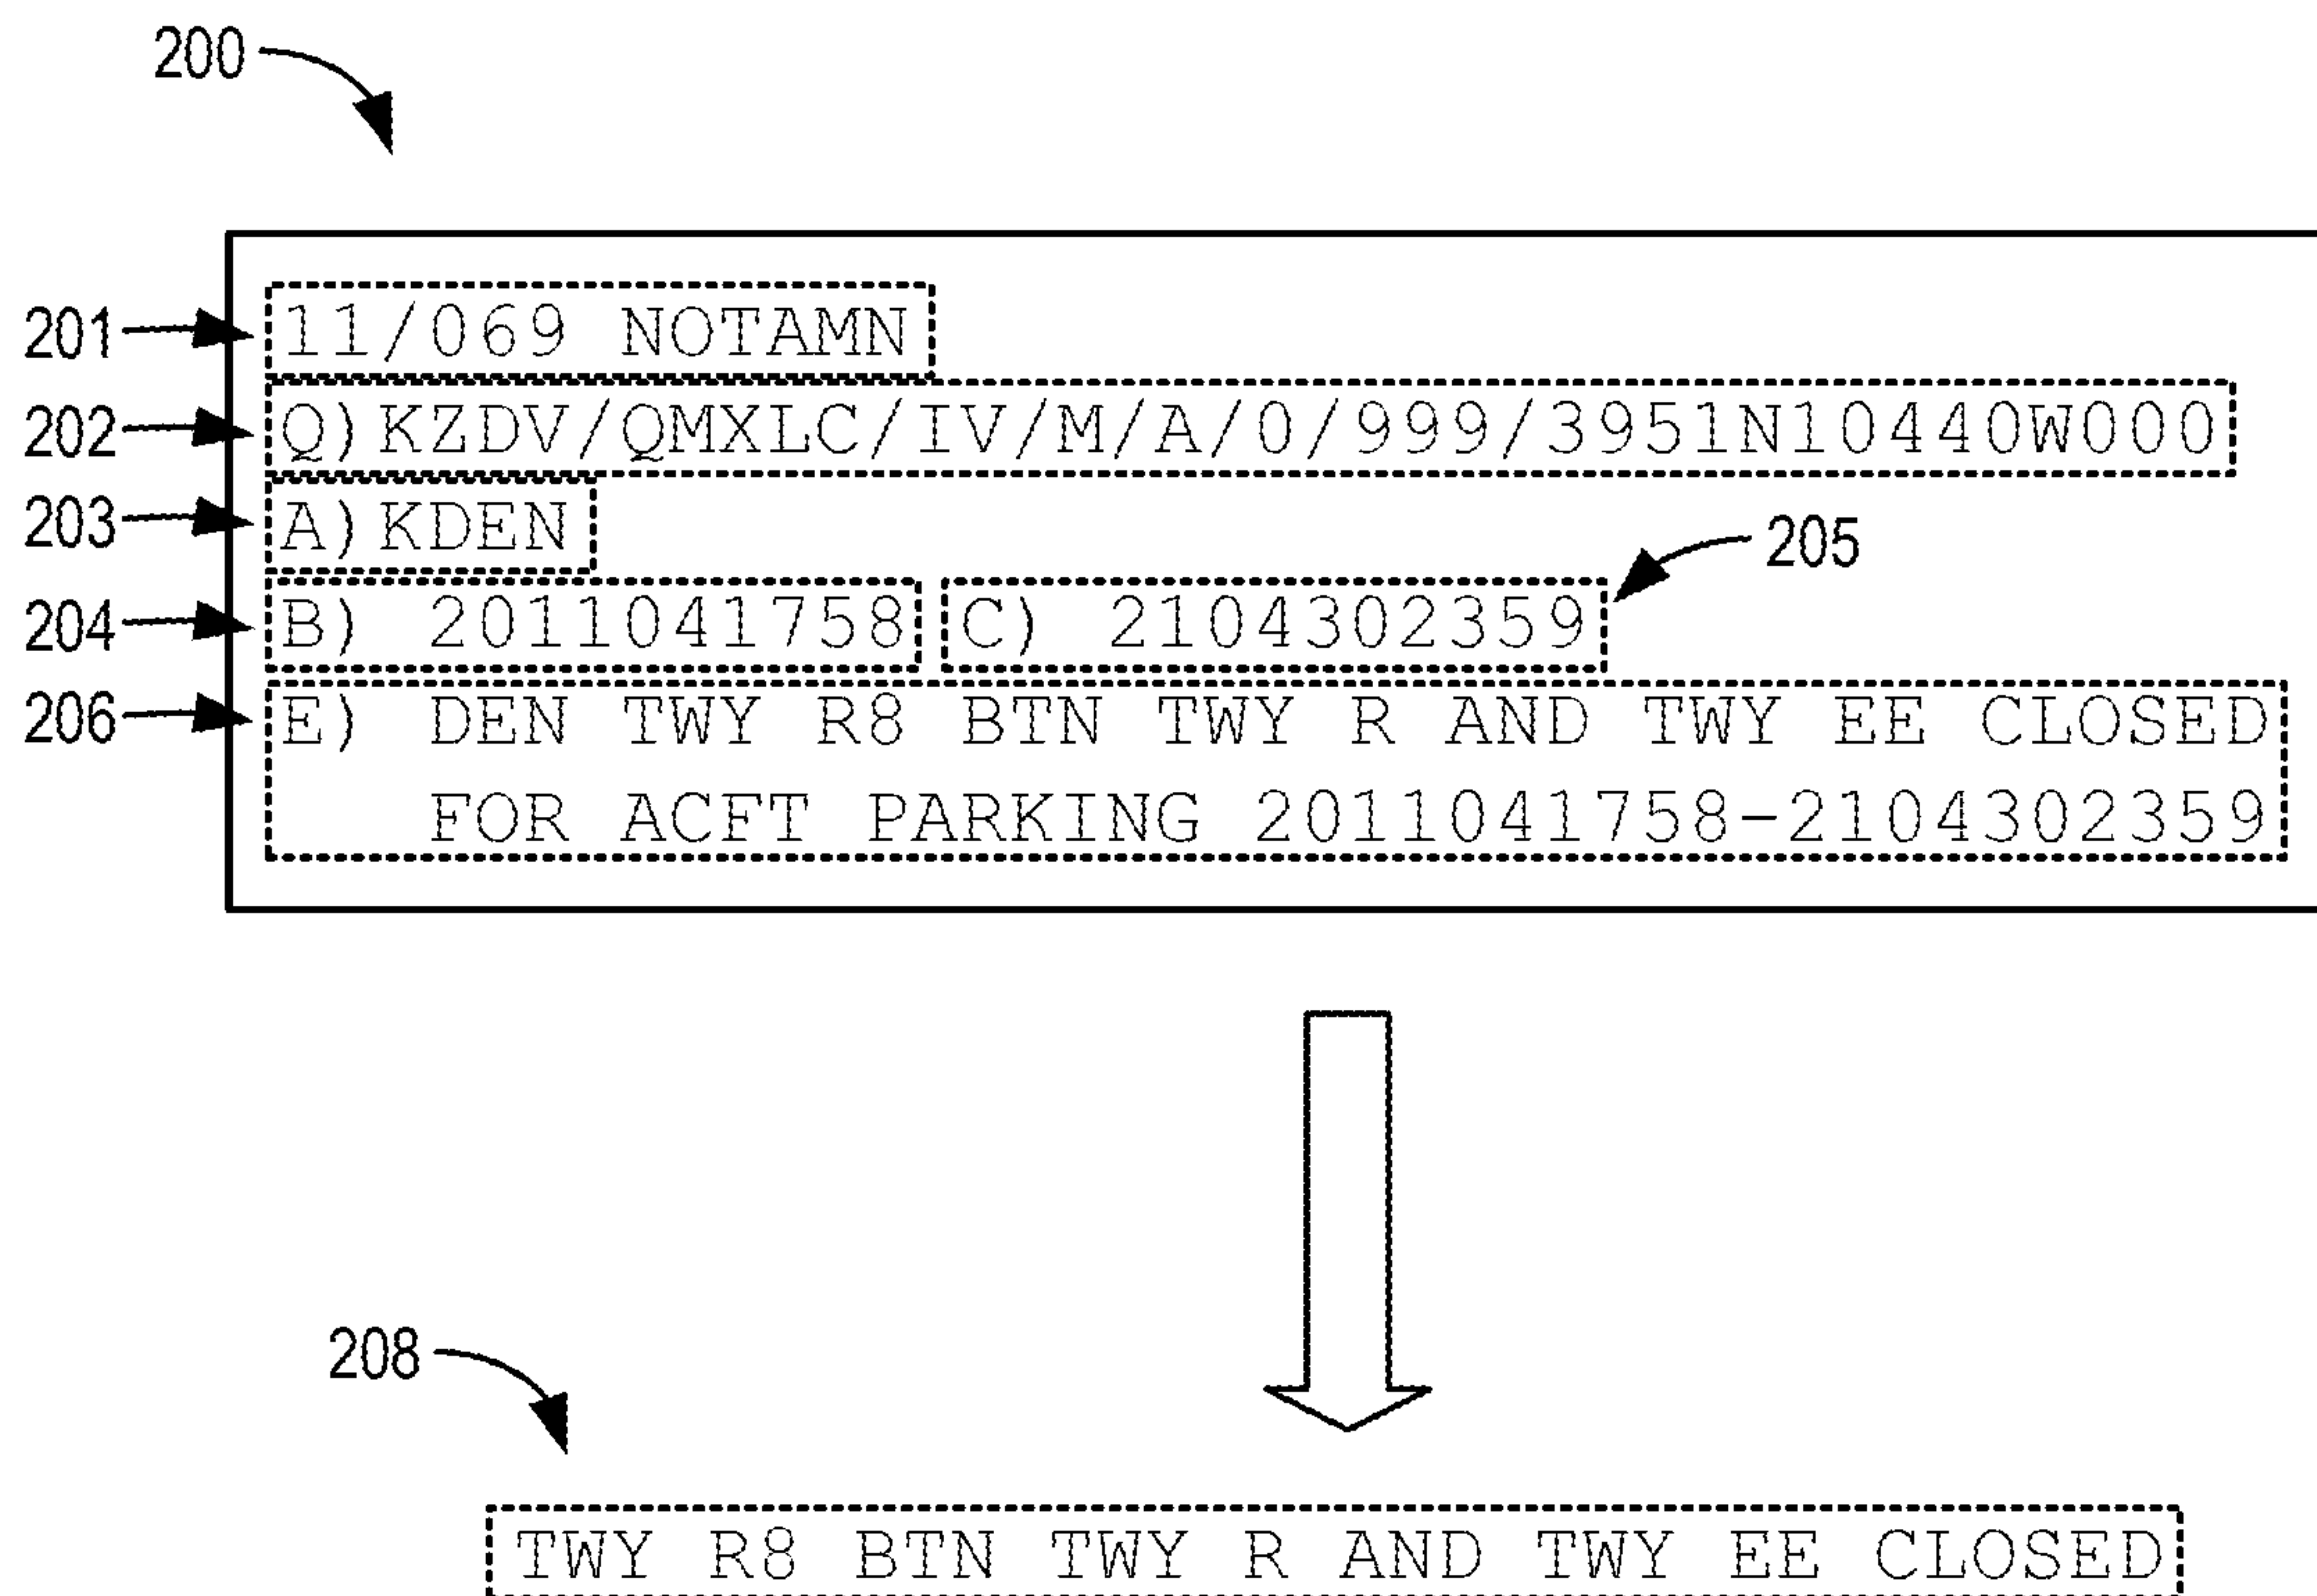 200
201 11/069 NOTAMN
202 Q)KZDV/QMXLC/IV/M/A/0/999/3951N10440W000
203 A)KDEN
205
204 B) 2011041758 C) 2104302359
206 E) DEN TWY R8 BTN TWY R AND TWY EE CLOSED
FOR ACFT PARKING 2011041758-2104302359
208
TWY R8 BTN TWY R AND TWY EE CLOSED